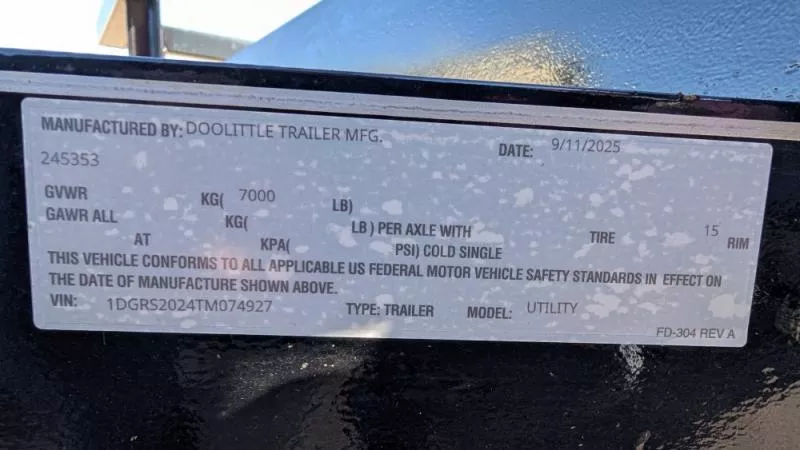 MANUFACTURED BY: DOOLITTLE TRAILER MFG. DATE: 9/11/2025
245353
GVWR KG( 7000 LB)
GAWR ALL KG( LB ) PER AXLE WITH TIRE 15 RIM
AT KPA( PSI) COLD SINGLE
THIS VEHICLE CONFORMS TO ALL APPLICABLE US FEDERAL MOTOR VEHICLE SAFETY STANDARDS IN EFFECT ON
THE DATE OF MANUFACTURE SHOWN ABOVE.
VIN: 1DGRS2024TM074927 TYPE: TRAILER MODEL: UTILITY
FD-304 REV A